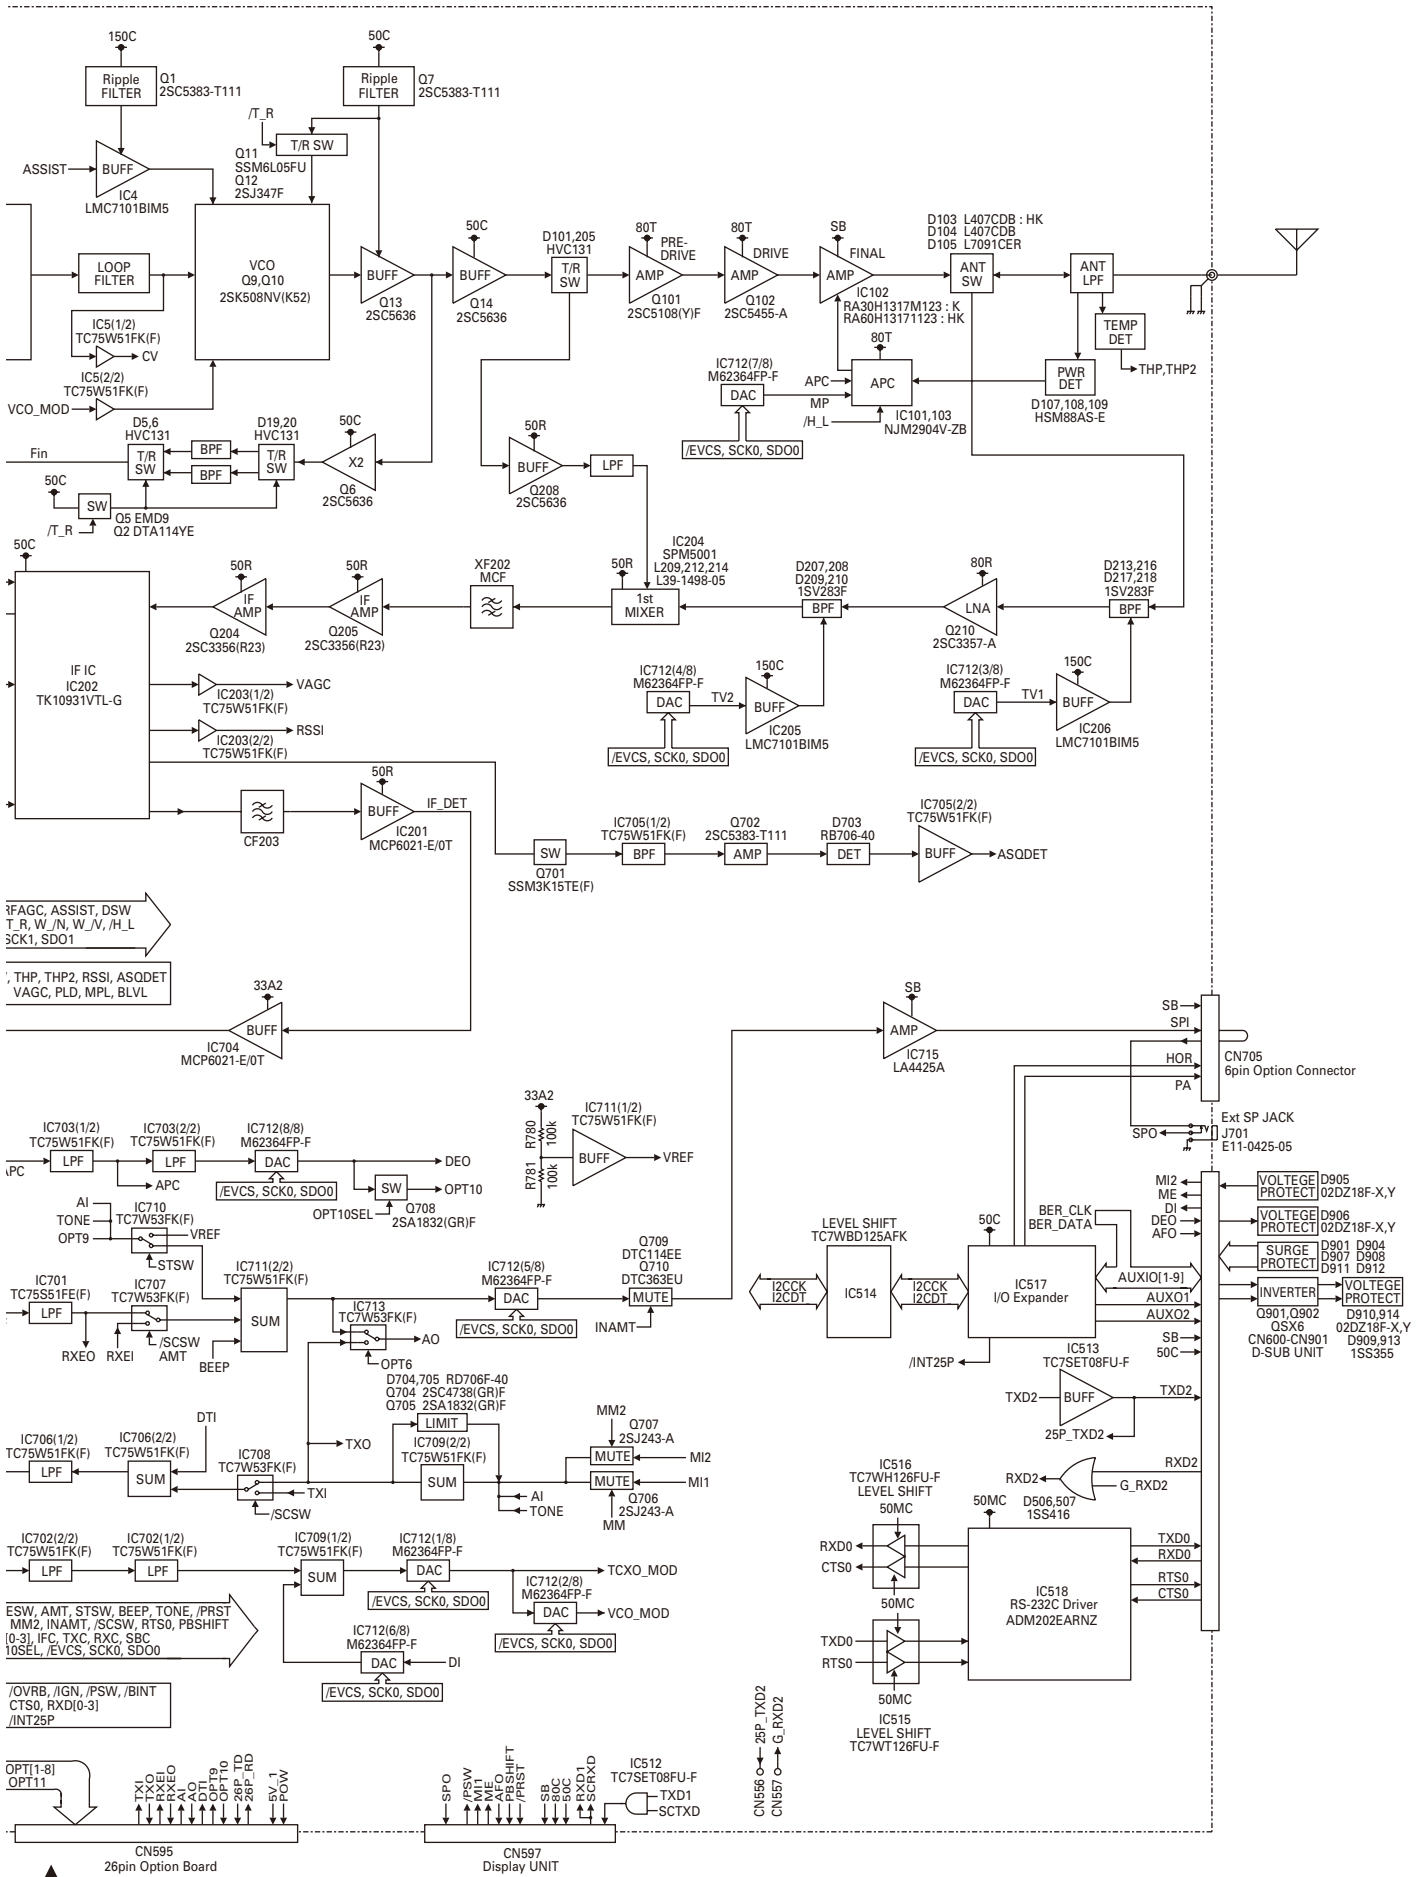 150C
50C
Ripple
FILTER
Q1
2SC5383-T111
Ripple
FILTER
Q7
2SC5383-T111
/T_R
T/R SW
ASSIST
BUFF
IC4
LMC7101BIM5
Q11
SSM6L05FU
Q12
2SJ347F
LOOP
FILTER
VCO
Q9,Q10
2SK508NV(K52)
BUFF
Q13
2SC5636
50C
BUFF
Q14
2SC5636
D101,205
HVC131
T/R
SW
80T
PRE-
DRIVE
AMP
Q101
2SC5108(Y)F
80T
DRIVE
AMP
Q102
2SC5455-A
SB
FINAL
AMP
IC102
RA30H1317M123 : K
RA60H13171123 : HK
D103 L407CDB : HK
D104 L407CDB
D105 L7091CER
ANT
SW
ANT
LPF
TEMP
DET
THP,THP2
PWR
DET
D107,108,109
HSM88AS-E
IC5(1/2)
TC75W51FK(F)
CV
IC5(2/2)
TC75W51FK(F)
VCO_MOD
80T
APC
IC101,103
NJM2904V-ZB
IC712(7/8)
M62364FP-F
DAC
APC
MP
/H_L
/EVCS, SCK0, SDO0
Fin
D5,6
HVC131
T/R
SW
BPF
BPF
D19,20
HVC131
T/R
SW
50C
X2
Q6
2SC5636
50C
SW
/T_R
Q5 EMD9
Q2 DTA114YE
50R
BUFF
Q208
2SC5636
LPF
50C
50R
IF
AMP
Q204
2SC3356(R23)
50R
IF
AMP
Q205
2SC3356(R23)
XF202
MCF
IC204
SPM5001
L209,212,214
L39-1498-05
50R
1st
MIXER
D207,208
D209,210
1SV283F
BPF
80R
LNA
Q210
2SC3357-A
D213,216
D217,218
1SV283F
BPF
IF IC
IC202
TK10931VTL-G
VAGC
IC203(1/2)
TC75W51FK(F)
RSSI
IC203(2/2)
TC75W51FK(F)
IC712(4/8)
M62364FP-F
DAC
TV2
150C
BUFF
IC205
LMC7101BIM5
/EVCS, SCK0, SDO0
IC712(3/8)
M62364FP-F
DAC
TV1
150C
BUFF
IC206
LMC7101BIM5
/EVCS, SCK0, SDO0
CF203
50R
BUFF
IF_DET
IC201
MCP6021-E/0T
SW
Q701
SSM3K15TE(F)
IC705(1/2)
TC75W51FK(F)
BPF
Q702
2SC5383-T111
AMP
D703
RB706-40
DET
IC705(2/2)
TC75W51FK(F)
BUFF
ASQDET
RFAGC, ASSIST, DSW
T_R, W_/N, W_/V, /H_L
SCK1, SDO1
, THP, THP2, RSSI, ASQDET
VAGC, PLD, MPL, BLVL
33A2
BUFF
IC704
MCP6021-E/0T
SB
AMP
IC715
LA4425A
SB
SPI
HOR
PA
CN705
6pin Option Connector
Ext SP JACK
SPO
J701
E11-0425-05
APC
IC703(1/2)
TC75W51FK(F)
LPF
IC703(2/2)
TC75W51FK(F)
LPF
APC
IC712(8/8)
M62364FP-F
DAC
/EVCS, SCK0, SDO0
DEO
SW
OPT10
OPT10SEL
Q708
2SA1832(GR)F
33A2
R780
100k
R781
100k
IC711(1/2)
TC75W51FK(F)
BUFF
VREF
AI
TONE
OPT9
IC710
TC7W53FK(F)
VREF
STSW
IC701
TC75S51FE(F)
LPF
RXEO
RXEI
IC707
TC7W53FK(F)
/SCSW
AMT
IC711(2/2)
TC75W51FK(F)
SUM
BEEP
IC713
TC7W53FK(F)
AO
OPT6
IC712(5/8)
M62364FP-F
DAC
/EVCS, SCK0, SDO0
Q709
DTC114EE
Q710
DTC363EU
MUTE
INAMT
LEVEL SHIFT
TC7WBD125AFK
I2CCK
I2CDT
IC514
I2CCK
I2CDT
50C
IC517
I/O Expander
BER_CLK
BER_DATA
AUXIO[1-9]
AUXO1
AUXO2
/INT25P
MI2
ME
DI
DEO
AFO
SB
50C
VOLTEGE
PROTECT
D905
02DZ18F-X,Y
VOLTEGE
PROTECT
D906
02DZ18F-X,Y
SURGE
PROTECT
D901 D904
D907 D908
D911 D912
INVERTER
VOLTEGE
PROTECT
Q901,Q902
QSX6
CN600-CN901
D-SUB UNIT
D910,914
02DZ18F-X,Y
D909,913
1SS355
IC513
TC7SET08FU-F
TXD2
BUFF
TXD2
25P_TXD2
D704,705 RD706F-40
Q704 2SC4738(GR)F
Q705 2SA1832(GR)F
LIMIT
IC709(2/2)
TC75W51FK(F)
SUM
TXO
AI
TONE
MM2
Q707
2SJ243-A
MUTE
MI2
MUTE
MI1
Q706
2SJ243-A
MM
IC706(1/2)
TC75W51FK(F)
LPF
IC706(2/2)
TC75W51FK(F)
SUM
DTI
IC708
TC7W53FK(F)
TXI
/SCSW
RXD2
RXD2
G_RXD2
D506,507
1SS416
IC516
TC7WH126FU-F
LEVEL SHIFT
50MC
RXD0
CTS0
50MC
TXD0
RTS0
50MC
IC515
LEVEL SHIFT
TC7WT126FU-F
50MC
IC518
RS-232C Driver
ADM202EARNZ
TXD0
RXD0
RTS0
CTS0
IC702(2/2)
TC75W51FK(F)
LPF
IC702(1/2)
TC75W51FK(F)
LPF
IC709(1/2)
TC75W51FK(F)
SUM
IC712(1/8)
M62364FP-F
DAC
/EVCS, SCK0, SDO0
TCXO_MOD
IC712(2/8)
M62364FP-F
DAC
VCO_MOD
/EVCS, SCK0, SDO0
IC712(6/8)
M62364FP-F
DAC
DI
/EVCS, SCK0, SDO0
ESW, AMT, STSW, BEEP, TONE, /PRST
MM2, INAMT, /SCSW, RTS0, PBSHIFT
[0-3], IFC, TXC, RXC, SBC
10SEL, /EVCS, SCK0, SDO0
/OVRB, /IGN, /PSW, /BINT
CTS0, RXD[0-3]
/INT25P
OPT[1-8]
OPT11
TXI
TXO
RXEI
RXEO
AI
AO
DTI
OPT9
OPT10
26P_TD
26P_RD
5V_1
POW
CN595
26pin Option Board
SPO
/PSW
MI1
ME
AFO
PBSHIFT
/PRST
SB
80C
50C
RXD1
SCRXD
IC512
TC7SET08FU-F
TXD1
SCTXD
CN597
Display UNIT
CN556
25P_TXD2
CN557
G_RXD2